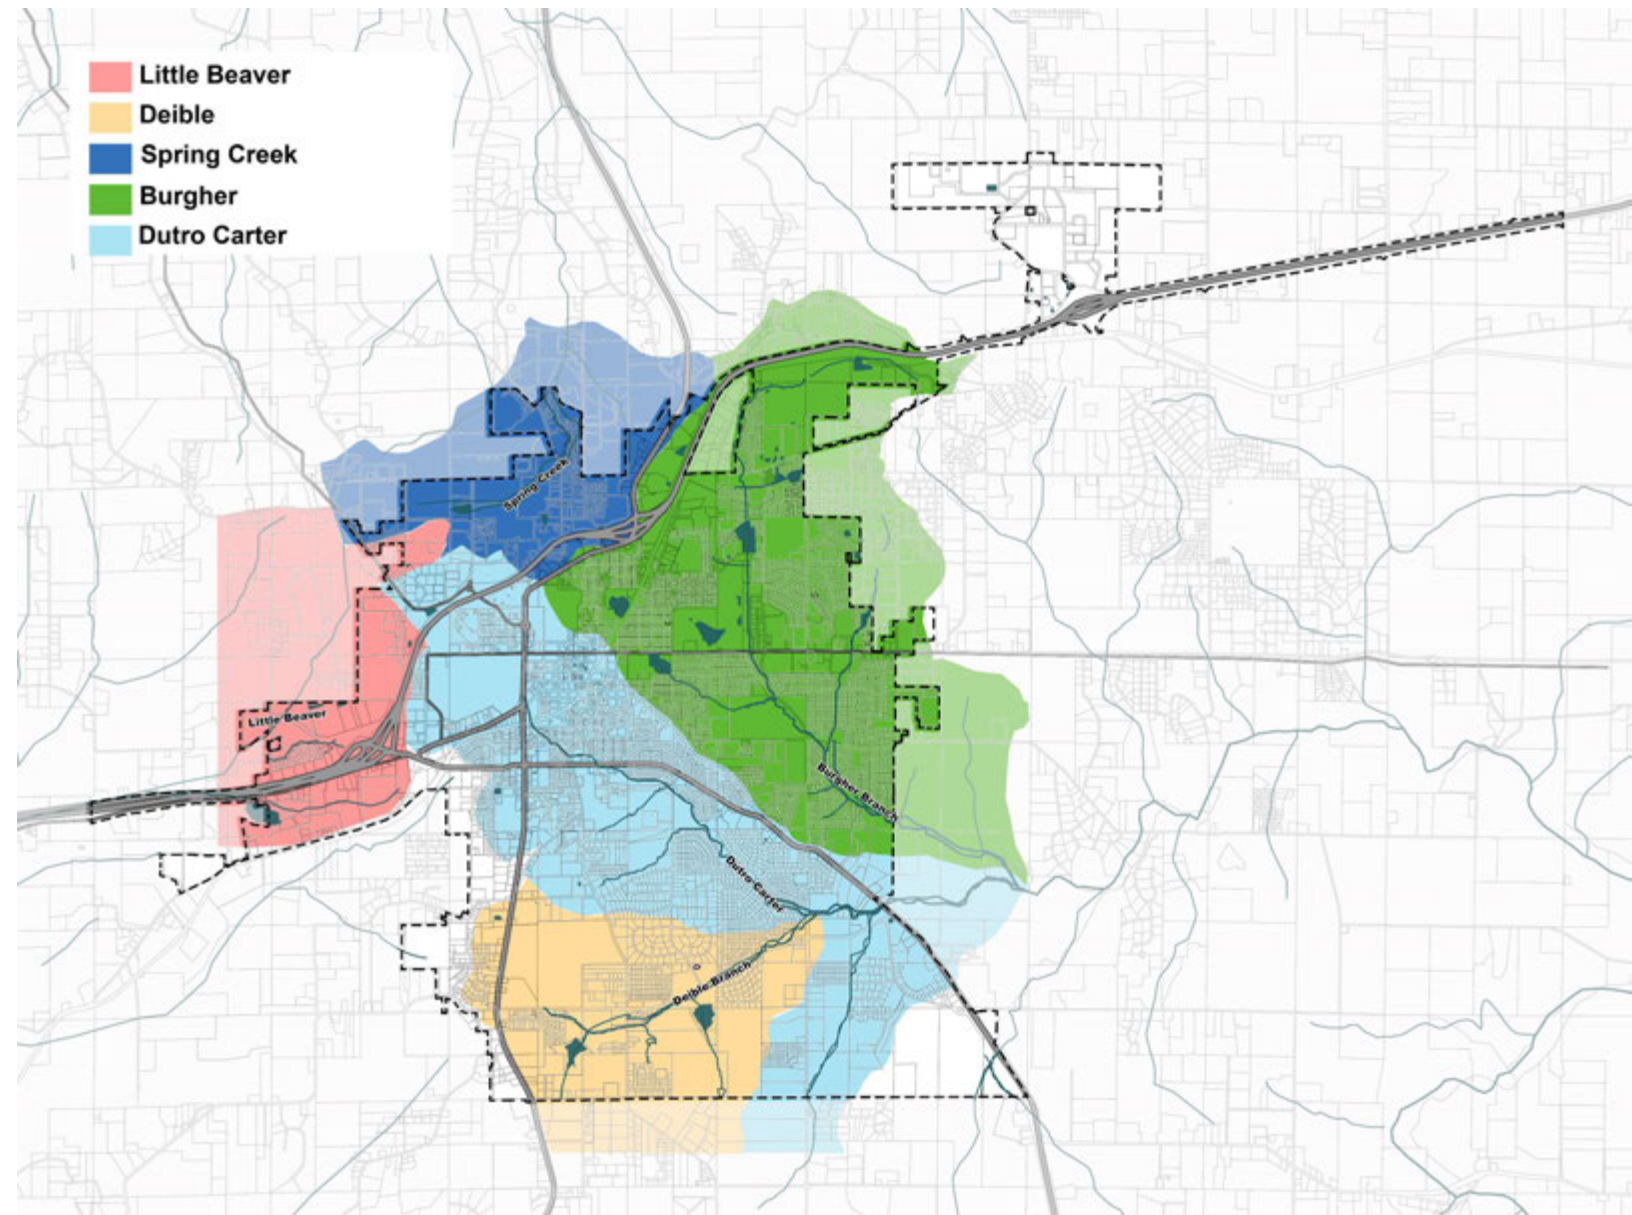 Little Beaver
Deible
Spring Creek
Burgher
Dutro Carter
Spring Creek
Little Beaver
Burgher Branch
Dutro Carter
Deible Branch